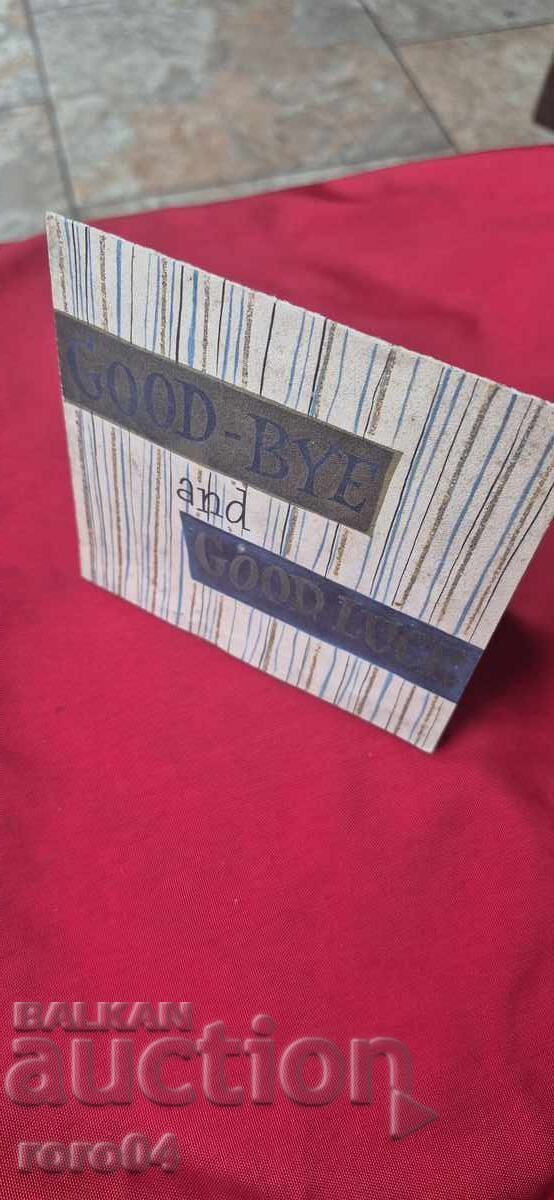 GOOD-BYE
and
GOOD LUCK
BALKAN
auction
roro04